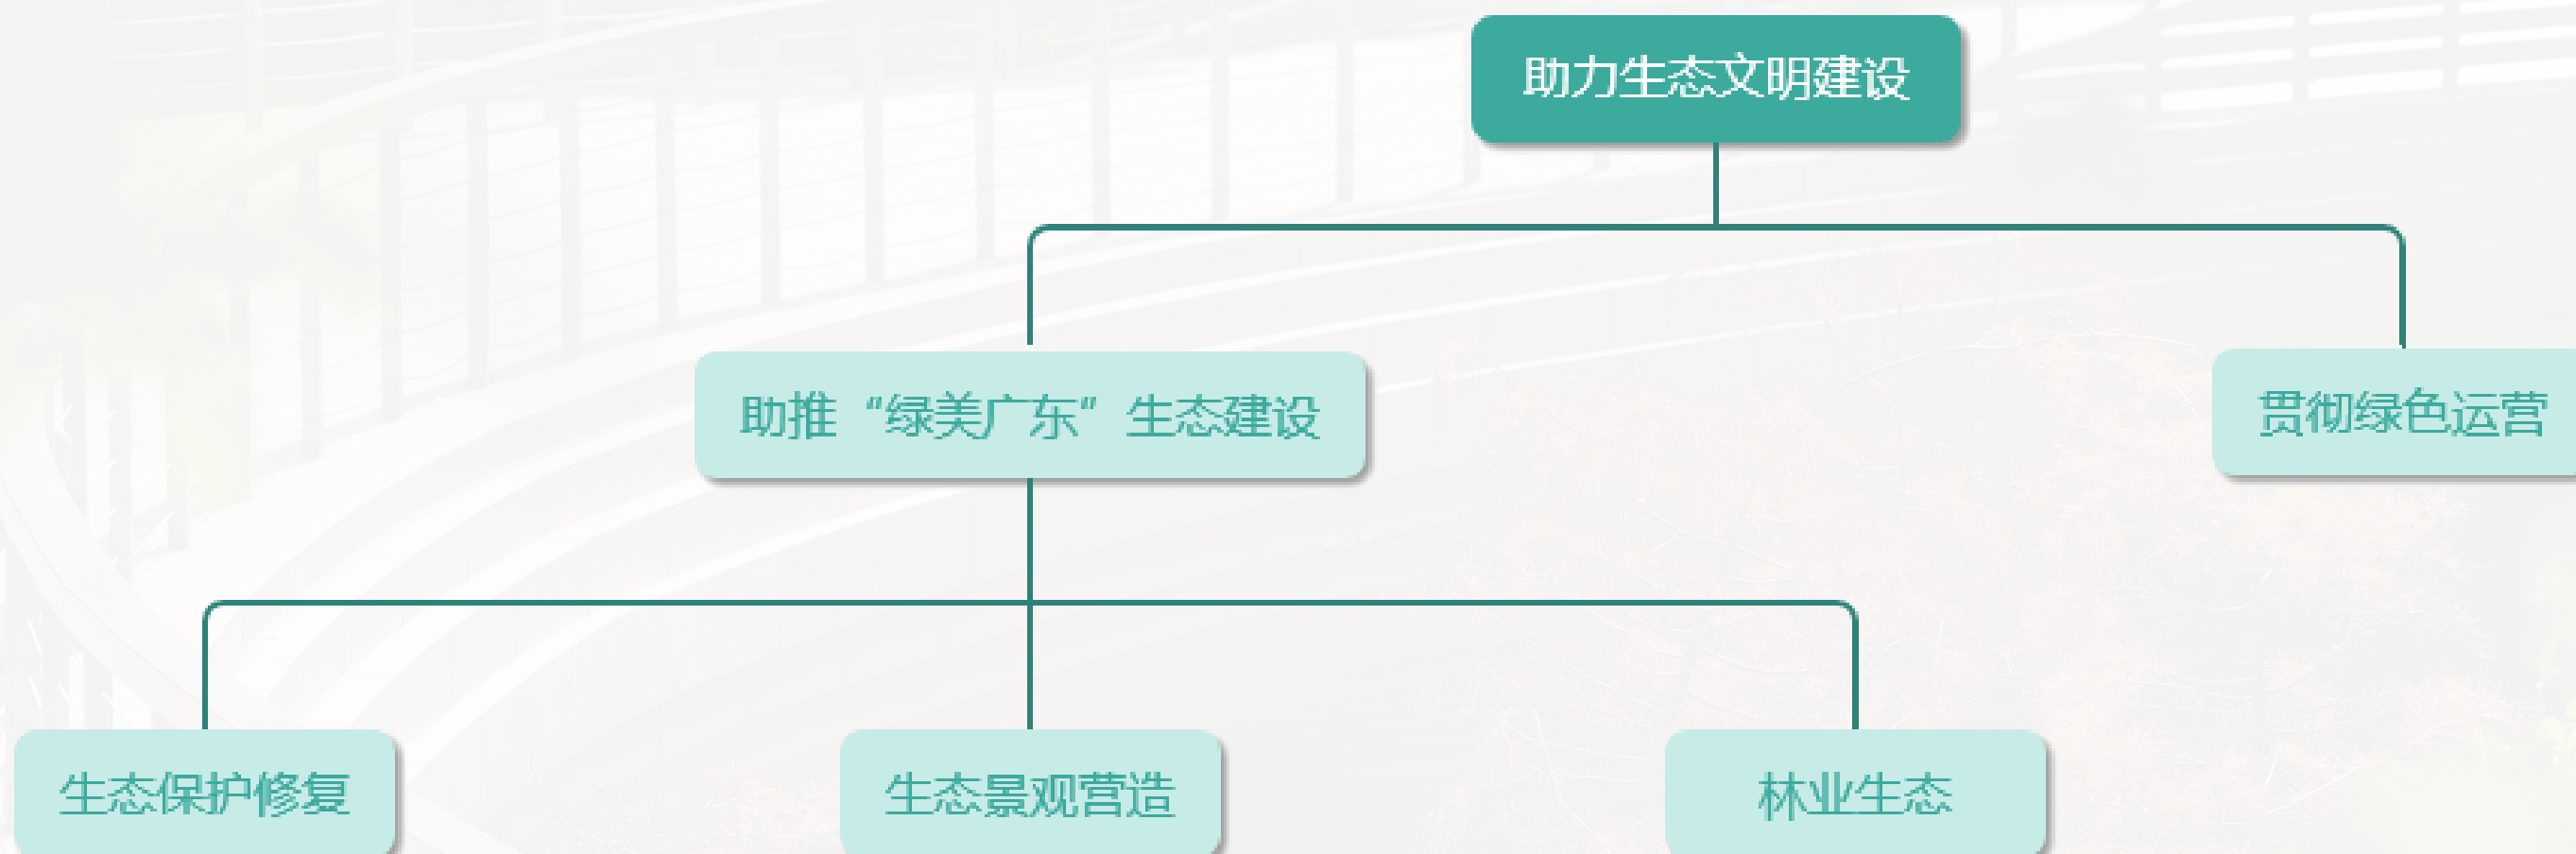 助力生态文明建设
助推“绿美广东”生态建设
贯彻绿色运营
生态保护修复
生态景观营造
林业生态